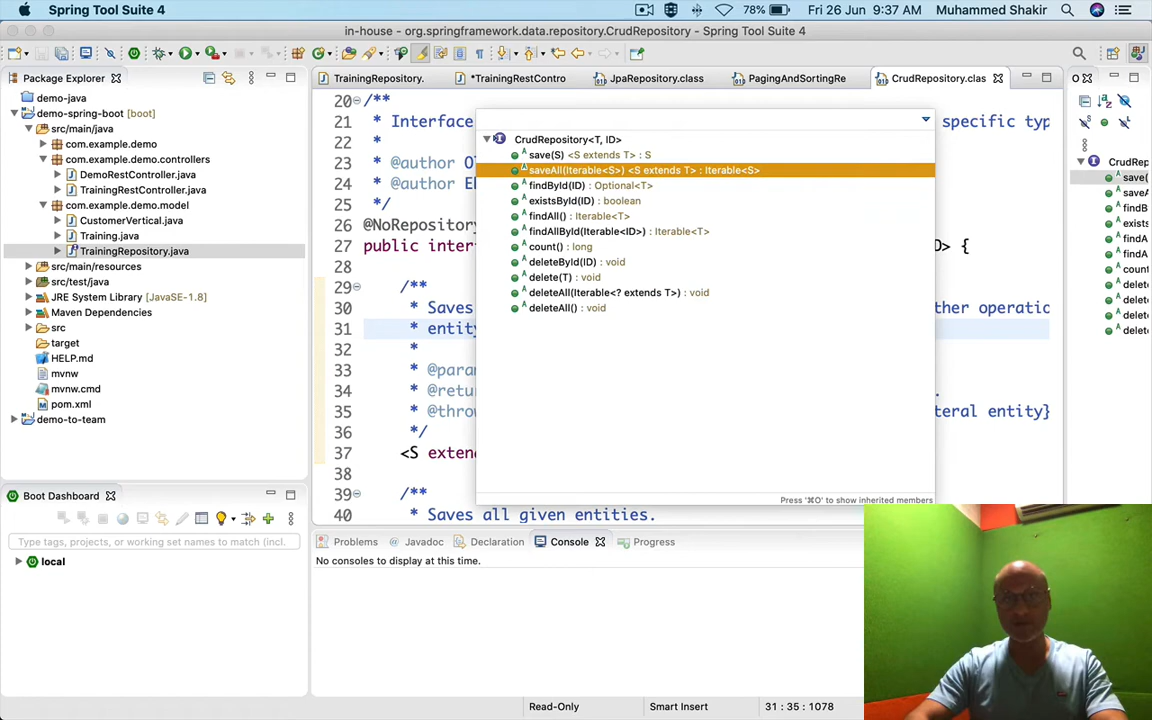 Spring Tool Suite 4
78%
Fri 26 Jun 9:37 AM
Muhammed Shakir
in-house - org.springframework.data.repository.CrudRepository - Spring Tool Suite 4
Package Explorer
TrainingRepository.
*TrainingRestContro
JpaRepository.class
PagingAndSortingRe
CrudRepository.clas
O
demo-java
demo-spring-boot [boot]
src/main/java
com.example.demo
com.example.demo.controllers
DemoRestController.java
TrainingRestController.java
com.example.demo.model
CustomerVertical.java
Training.java
TrainingRepository.java
src/main/resources
src/test/java
JRE System Library [JavaSE-1.8]
Maven Dependencies
src
target
HELP.md
mvnw
mvnw.cmd
pom.xml
demo-to-team
20 /**
21 * Interface specific typ
22 *
23 * @author Ol
24 * @author E
25 */
26 @NoRepository
27 public inter D> {
28
29 /**
30 * Saves ther operatio
31 * entity
32 *
33 * @para
34 * @retu
35 * @throw teral entity}
36 */
37 <S exten
38
39 /**
40 * Saves all given entities.
CrudRepository<T, ID>
save(S) <S extends T> : S
saveAll(Iterable<S>) <S extends T> : Iterable<S>
findById(ID) : Optional<T>
existsById(ID) : boolean
findAll() : Iterable<T>
findAllById(Iterable<ID>) : Iterable<T>
count() : long
deleteById(ID) : void
delete(T) : void
deleteAll(Iterable<? extends T>) : void
deleteAll() : void
Press '⌘O' to show inherited members
CrudRep
save(
saveA
findB
exists
findA
findA
count
delete
delete
delete
delete
Boot Dashboard
Type tags, projects, or working set names to match (incl.
local
Problems
@ Javadoc
Declaration
Console
Progress
No consoles to display at this time.
Read-Only
Smart Insert
31 : 35 : 1078